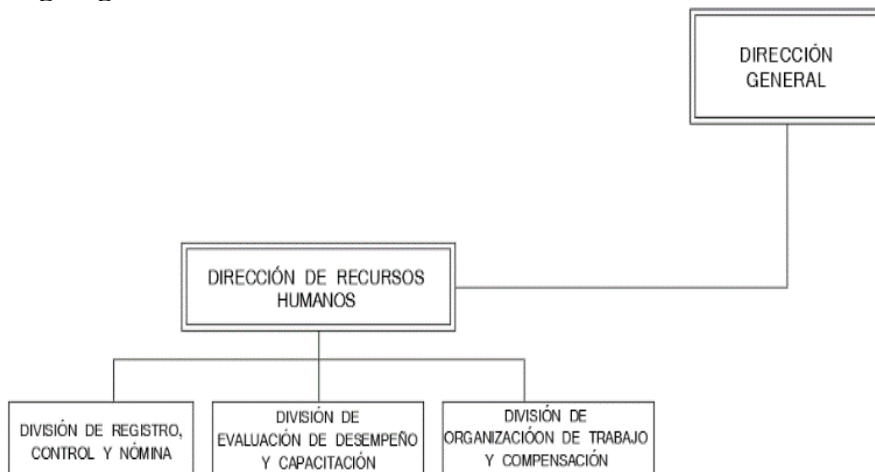 DIRECCIÓN
GENERAL
DIRECCIÓN DE RECURSOS
HUMANOS
DIVISIÓN DE REGISTRO,
CONTROL Y NÓMINA
DIVISIÓN DE
EVALUACIÓN DE DESEMPEÑO
Y CAPACITACIÓN
DIVISIÓN DE
ORGANIZACIÓON DE TRABAJO
Y COMPENSACIÓN